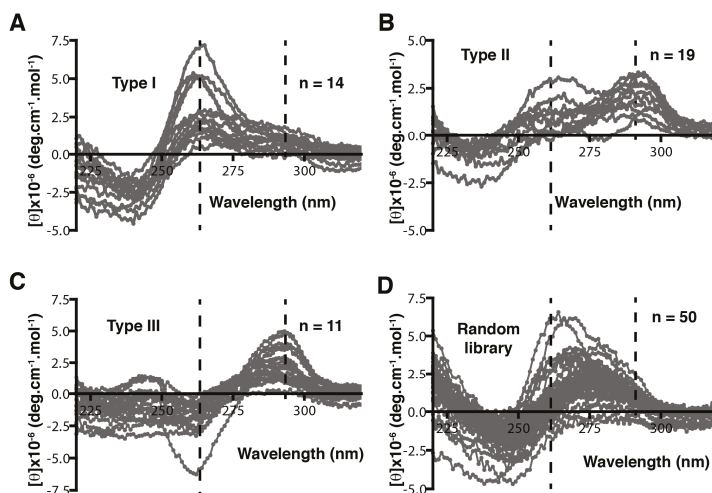 A
7.5
5.0
2.5
0.0
-2.5
-5.0
[θ]x10⁻⁶ (deg.cm⁻¹.mol⁻¹)
Type I
n = 14
225
250
275
300
Wavelength (nm)
B
5.0
2.5
0.0
-2.5
-5.0
[θ]x10⁻⁶ (deg.cm⁻¹.mol⁻¹)
Type II
n = 19
225
250
275
300
Wavelength (nm)
C
7.5
5.0
2.5
0.0
-2.5
-5.0
-7.5
[θ]x10⁻⁶ (deg.cm⁻¹.mol⁻¹)
Type III
n = 11
225
250
275
300
Wavelength (nm)
D
7.5
5.0
2.5
0.0
-2.5
-5.0
[θ]x10⁻⁶ (deg.cm⁻¹.mol⁻¹)
Random
library
n = 50
225
250
275
300
Wavelength (nm)